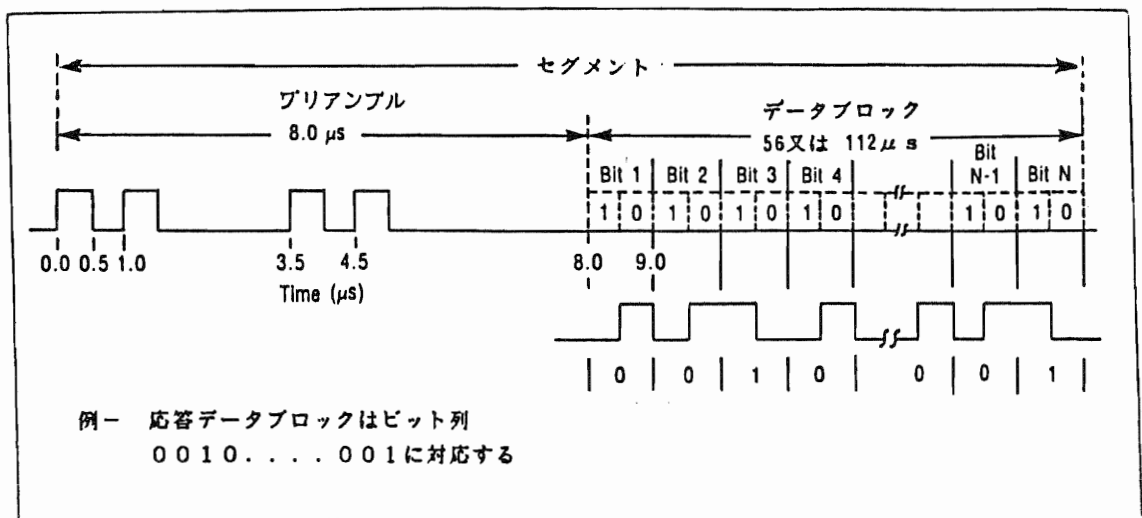 セグメント
プリアンブル
8.0 μs
データブロック
56又は 112μs
Bit 1 Bit 2 Bit 3 Bit 4 Bit N-1 Bit N
1 0 1 0 1 0 1 0 1 0 1 0
0.0 0.5 1.0 3.5 4.5 8.0 9.0
Time (μs)
0 0 1 0 0 0 1
例ー 応答データブロックはビット列
0010....001に対応する